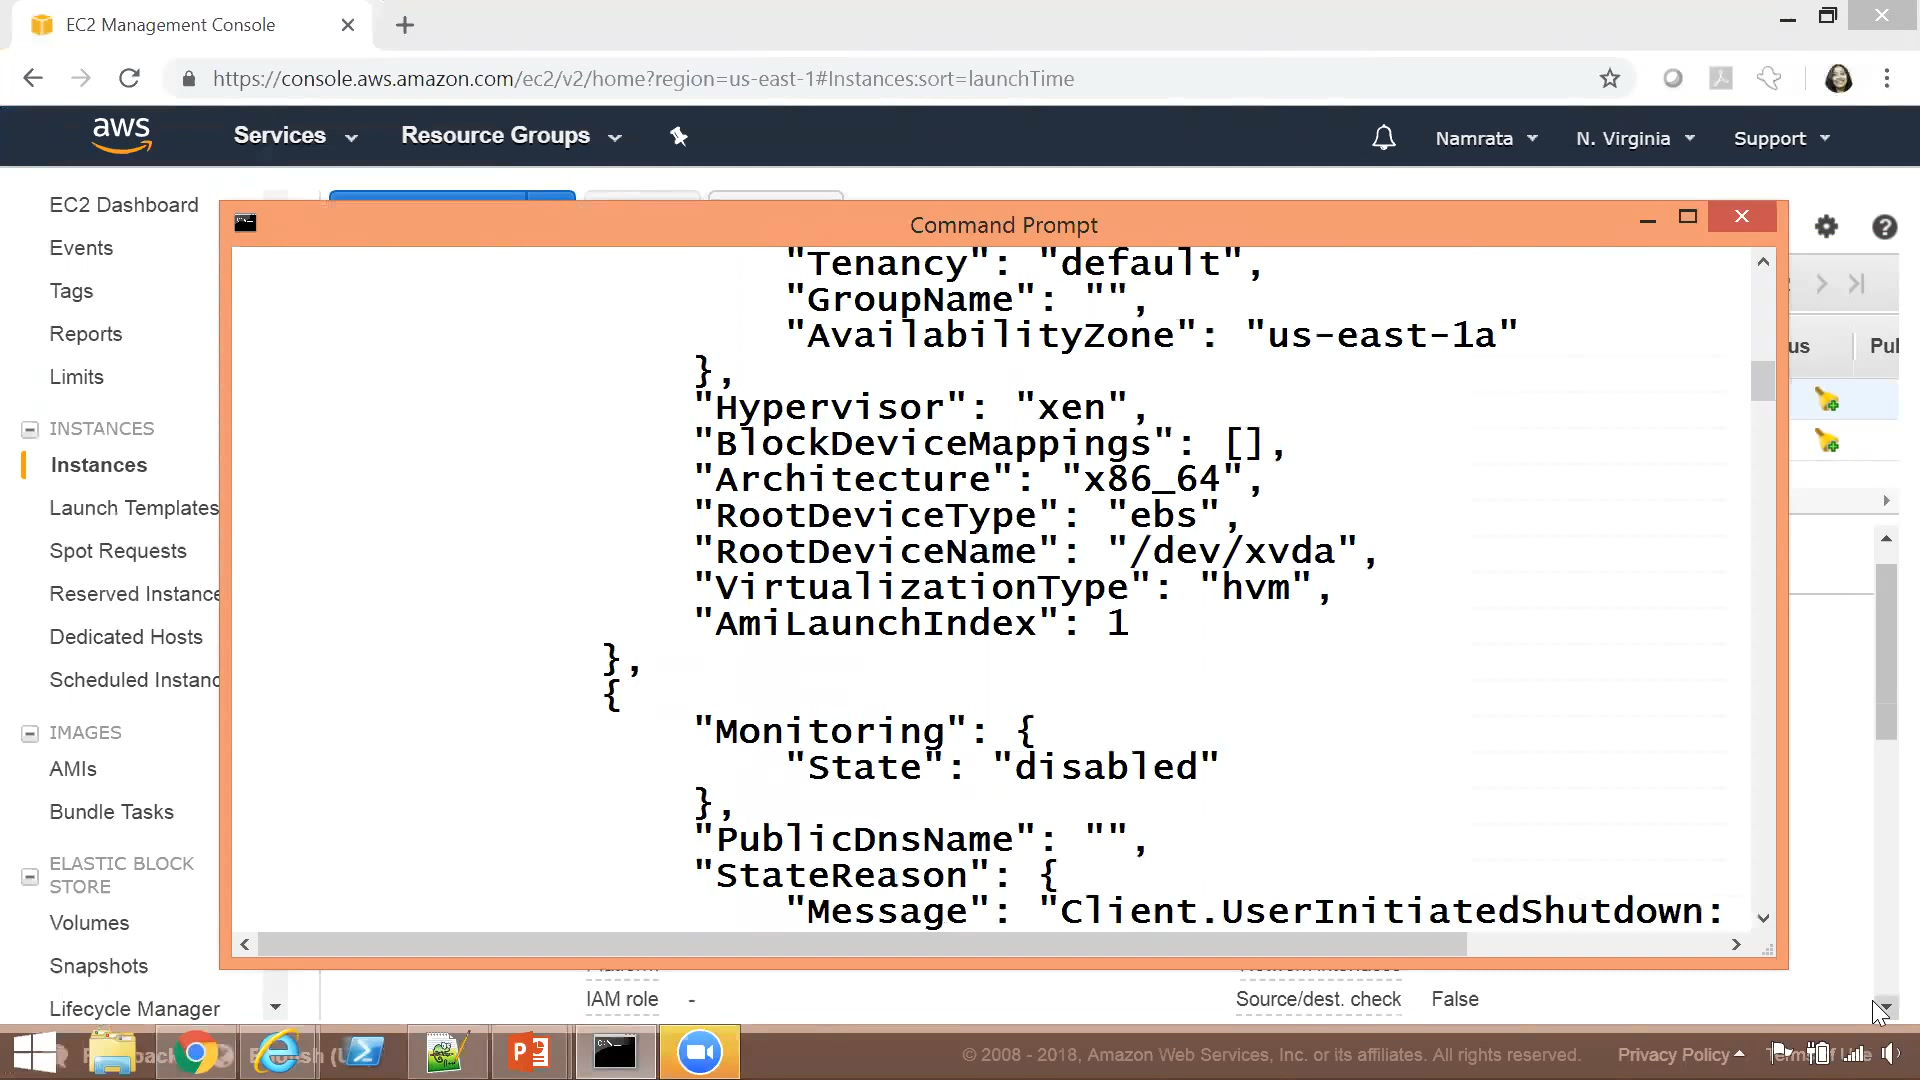 EC2 Management Console
https://console.aws.amazon.com/ec2/v2/home?region=us-east-1#Instances:sort=launchTime
aws
Services
Resource Groups
Namrata
N. Virginia
Support
EC2 Dashboard
Events
Tags
Reports
Limits
INSTANCES
Instances
Launch Templates
Spot Requests
Reserved Instance
Dedicated Hosts
Scheduled Instanc
IMAGES
AMIs
Bundle Tasks
ELASTIC BLOCK
STORE
Volumes
Snapshots
Lifecycle Manager
Command Prompt
"Tenancy": "default",
"GroupName": "",
"AvailabilityZone": "us-east-1a"
},
"Hypervisor": "xen",
"BlockDeviceMappings": [],
"Architecture": "x86_64",
"RootDeviceType": "ebs",
"RootDeviceName": "/dev/xvda",
"VirtualizationType": "hvm",
"AmiLaunchIndex": 1
},
{
"Monitoring": {
"State": "disabled"
},
"PublicDnsName": "",
"StateReason": {
"Message": "Client.UserInitiatedShutdown:
us
Pul
IAM role -
Source/dest. check False
© 2008 - 2018, Amazon Web Services, Inc. or its affiliates. All rights reserved.
Privacy Policy